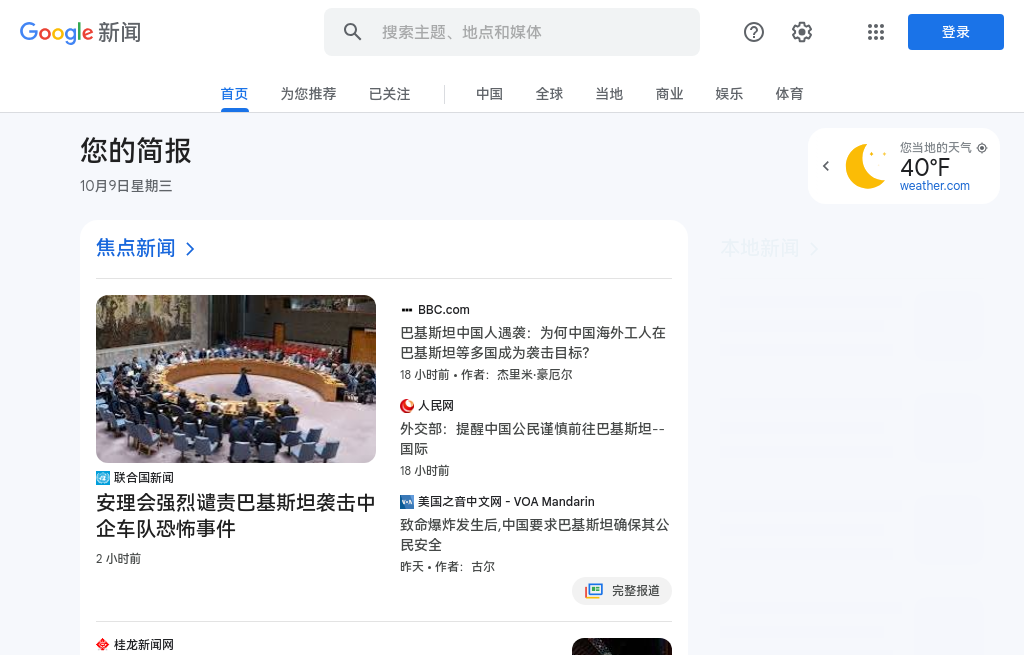 Google 新闻
搜索主题、地点和媒体
登录
首页
为您推荐
已关注
中国
全球
当地
商业
娱乐
体育
您的简报
10月9日星期三
您当地的天气
40°F
weather.com
焦点新闻
本地新闻
联合国新闻
安理会强烈谴责巴基斯坦袭击中
企车队恐怖事件
2 小时前
BBC.com
巴基斯坦中国人遇袭：为何中国海外工人在
巴基斯坦等多国成为袭击目标？
18 小时前 • 作者：杰里米·豪厄尔
人民网
外交部：提醒中国公民谨慎前往巴基斯坦--
国际
18 小时前
VOA
美国之音中文网 - VOA Mandarin
致命爆炸发生后,中国要求巴基斯坦确保其公
民安全
昨天 • 作者：古尔
完整报道
桂龙新闻网